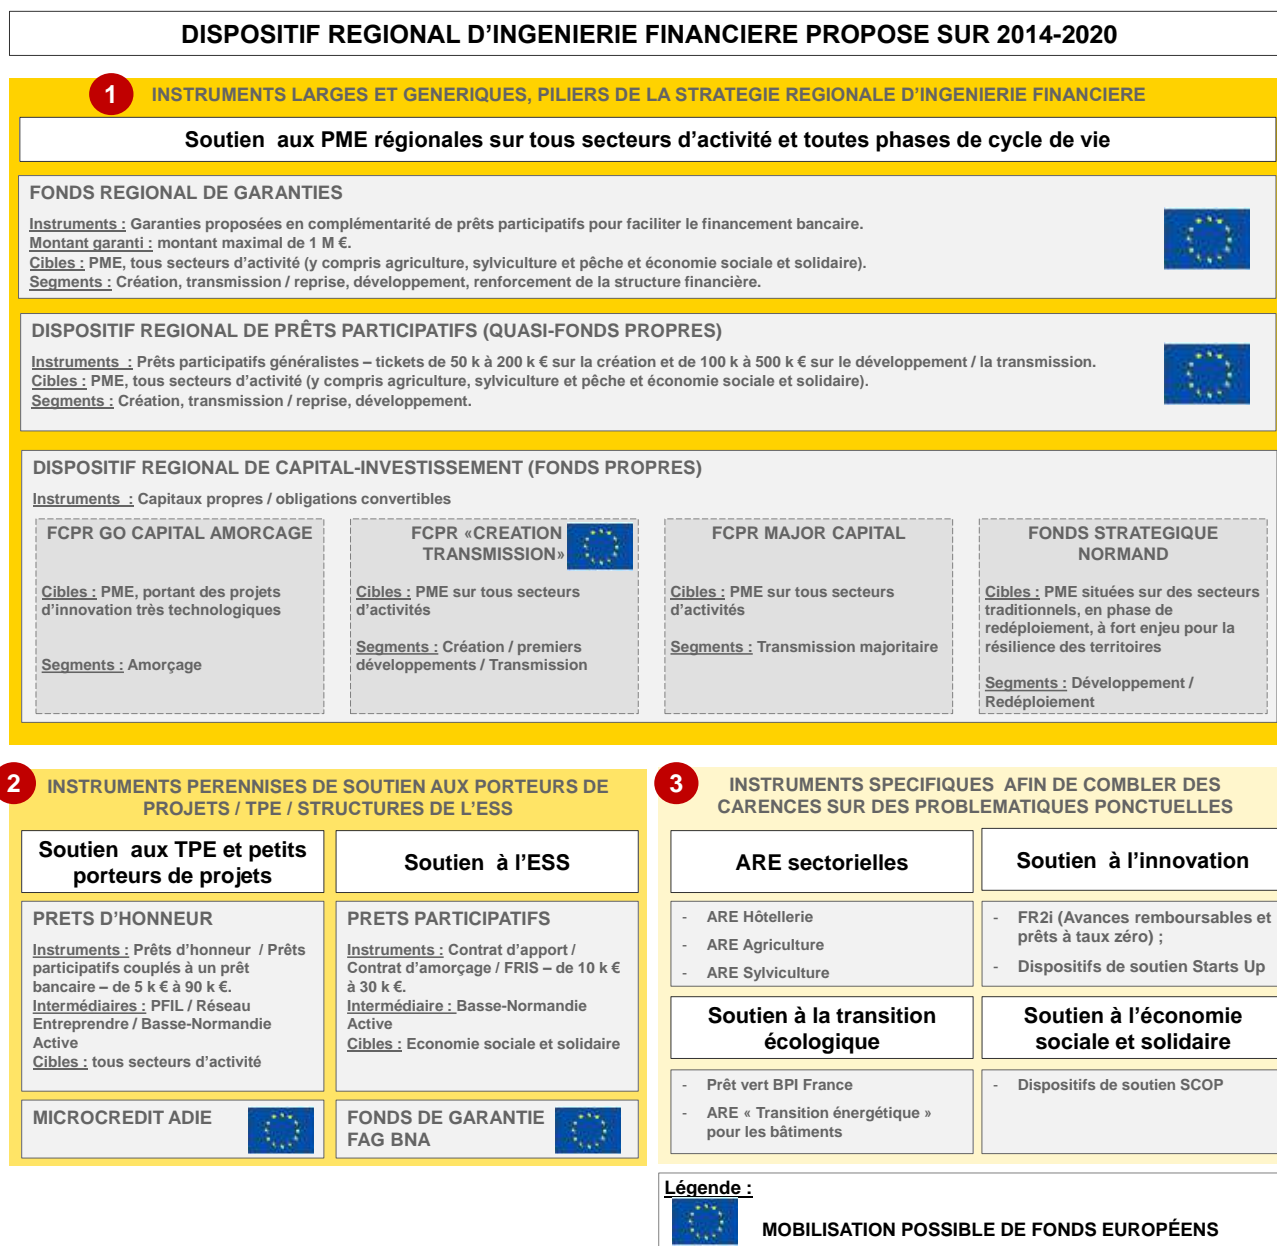 DISPOSITIF REGIONAL D'INGENIERIE FINANCIERE PROPOSE SUR 2014-2020
1
INSTRUMENTS LARGES ET GENERIQUES, PILIERS DE LA STRATEGIE REGIONALE D'INGENIERIE FINANCIERE
Soutien aux PME régionales sur tous secteurs d'activité et toutes phases de cycle de vie
FONDS REGIONAL DE GARANTIES
Instruments : Garanties proposées en complémentarité de prêts participatifs pour faciliter le financement bancaire.
Montant garanti : montant maximal de 1 M €.
Cibles : PME, tous secteurs d'activité (y compris agriculture, sylviculture et pêche et économie sociale et solidaire).
Segments : Création, transmission / reprise, développement, renforcement de la structure financière.
DISPOSITIF REGIONAL DE PRÊTS PARTICIPATIFS (QUASI-FONDS PROPRES)
Instruments : Prêts participatifs généralistes – tickets de 50 k à 200 k € sur la création et de 100 k à 500 k € sur le développement / la transmission.
Cibles : PME, tous secteurs d'activité (y compris agriculture, sylviculture et pêche et économie sociale et solidaire).
Segments : Création, transmission / reprise, développement.
DISPOSITIF REGIONAL DE CAPITAL-INVESTISSEMENT (FONDS PROPRES)
Instruments : Capitaux propres / obligations convertibles
FCPR GO CAPITAL AMORCAGE
Cibles : PME, portant des projets
d'innovation très technologiques
Segments : Amorçage
FCPR «CREATION
TRANSMISSION»
Cibles : PME sur tous secteurs
d'activités
Segments : Création / premiers
développements / Transmission
FCPR MAJOR CAPITAL
Cibles : PME sur tous secteurs
d'activités
Segments : Transmission majoritaire
FONDS STRATEGIQUE
NORMAND
Cibles : PME situées sur des secteurs
traditionnels, en phase de
redéploiement, à fort enjeu pour la
résilience des territoires
Segments : Développement /
Redéploiement
2
INSTRUMENTS PERENNISES DE SOUTIEN AUX PORTEURS DE
PROJETS / TPE / STRUCTURES DE L'ESS
Soutien aux TPE et petits
porteurs de projets
PRETS D'HONNEUR
Instruments : Prêts d'honneur / Prêts
participatifs couplés à un prêt
bancaire – de 5 k € à 90 k €.
Intermédiaires : PFIL / Réseau
Entreprendre / Basse-Normandie
Active
Cibles : tous secteurs d'activité
MICROCREDIT ADIE
Soutien à l'ESS
PRETS PARTICIPATIFS
Instruments : Contrat d'apport /
Contrat d'amorçage / FRIS – de 10 k €
à 30 k €.
Intermédiaire : Basse-Normandie
Active
Cibles : Economie sociale et solidaire
FONDS DE GARANTIE
FAG BNA
3
INSTRUMENTS SPECIFIQUES AFIN DE COMBLER DES
CARENCES SUR DES PROBLEMATIQUES PONCTUELLES
ARE sectorielles
- ARE Hôtellerie
- ARE Agriculture
- ARE Sylviculture
Soutien à l'innovation
- FR2i (Avances remboursables et
prêts à taux zéro) ;
- Dispositifs de soutien Starts Up
Soutien à la transition
écologique
- Prêt vert BPI France
- ARE « Transition énergétique »
pour les bâtiments
Soutien à l'économie
sociale et solidaire
- Dispositifs de soutien SCOP
Légende :
MOBILISATION POSSIBLE DE FONDS EUROPÉENS